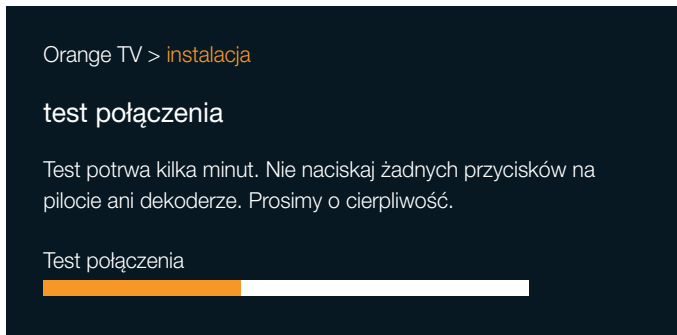 Orange TV > instalacja
test połączenia
Test potrwa kilka minut. Nie naciskaj żadnych przycisków na
pilocie ani dekoderze. Prosimy o cierpliwość.
Test połączenia